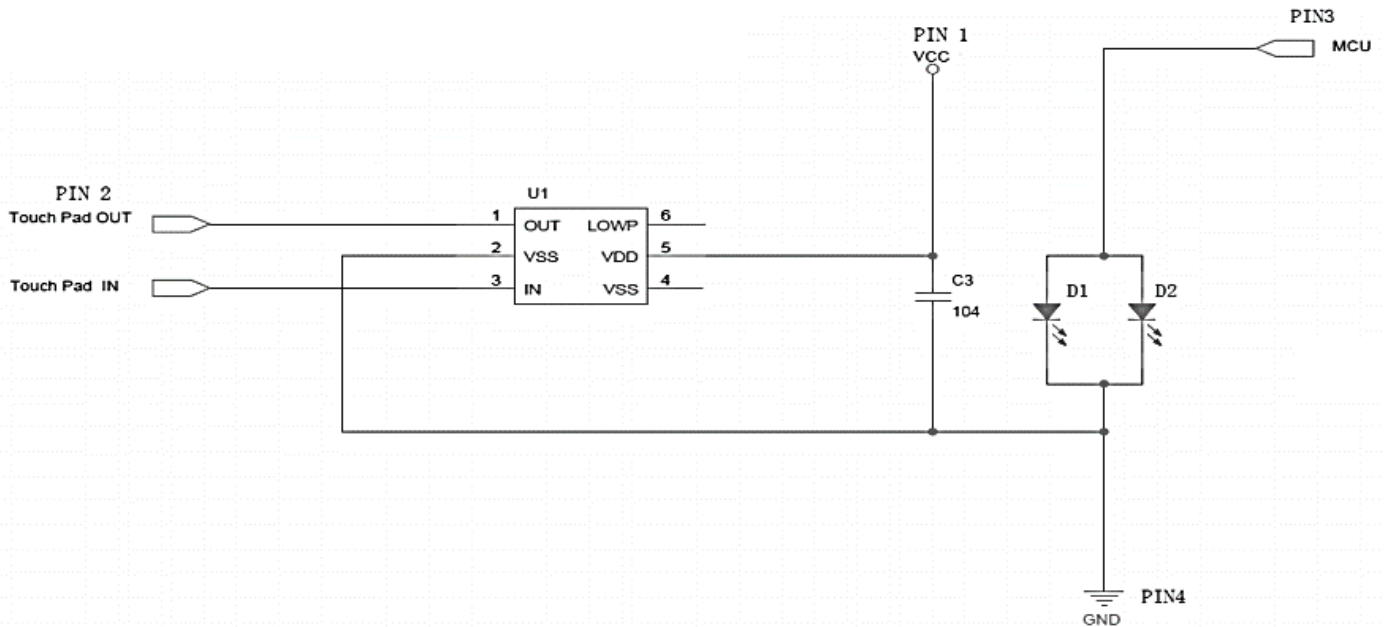 PIN3
MCU
PIN 1
VCC
PIN 2
Touch Pad OUT
Touch Pad IN
U1
1
OUT
LOWP
6
2
VSS
VDD
5
3
IN
VSS
4
C3
104
D1
D2
PIN4
GND